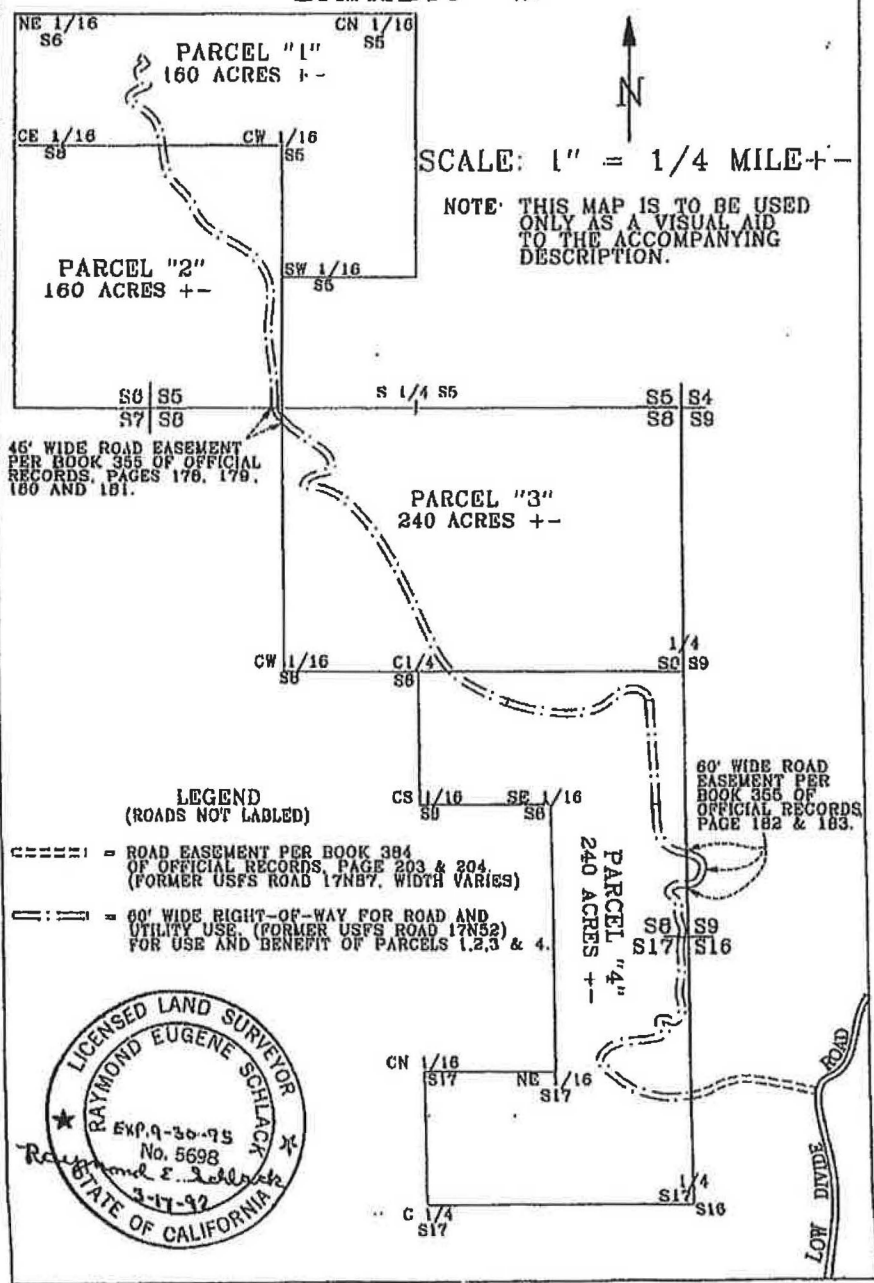 NE 1/16
S6
CN 1/16
S5
PARCEL "1"
160 ACRES +-
N
CE 1/16
S6
CW 1/16
S5
SCALE: 1" = 1/4 MILE+-
NOTE: THIS MAP IS TO BE USED
ONLY AS A VISUAL AID
TO THE ACCOMPANYING
DESCRIPTION.
PARCEL "2"
160 ACRES +-
SW 1/16
S5
S6 S5
S7 S8
S 1/4 S5
S5 S4
S8 S9
45' WIDE ROAD EASEMENT
PER BOOK 355 OF OFFICIAL
RECORDS, PAGES 178, 179,
180 AND 181.
PARCEL "3"
240 ACRES +-
CW 1/16
S8
C1/4
S8
1/4
S8 S9
60' WIDE ROAD
EASEMENT PER
BOOK 355 OF
OFFICIAL RECORDS,
PAGE 182 & 183.
LEGEND
(ROADS NOT LABLED)
CS 1/16
S8
SE 1/16
S8
= ROAD EASEMENT PER BOOK 384
OF OFFICIAL RECORDS, PAGE 203 & 204.
(FORMER USFS ROAD 17N87, WIDTH VARIES)
= 60' WIDE RIGHT-OF-WAY FOR ROAD AND
UTILITY USE. (FORMER USFS ROAD 17N52)
FOR USE AND BENEFIT OF PARCELS 1,2,3 & 4.
PARCEL "4"
240 ACRES +-
S8 S9
S17 S16
CN 1/16
S17
NE 1/16
S17
LICENSED LAND SURVEYOR
RAYMOND EUGENE SCHLACK
EXP. 9-30-95
No. 5698
Raymond E. Schlack
3-17-92
STATE OF CALIFORNIA
C 1/4
S17
1/4
S17
S16
LOW DIVIDE ROAD